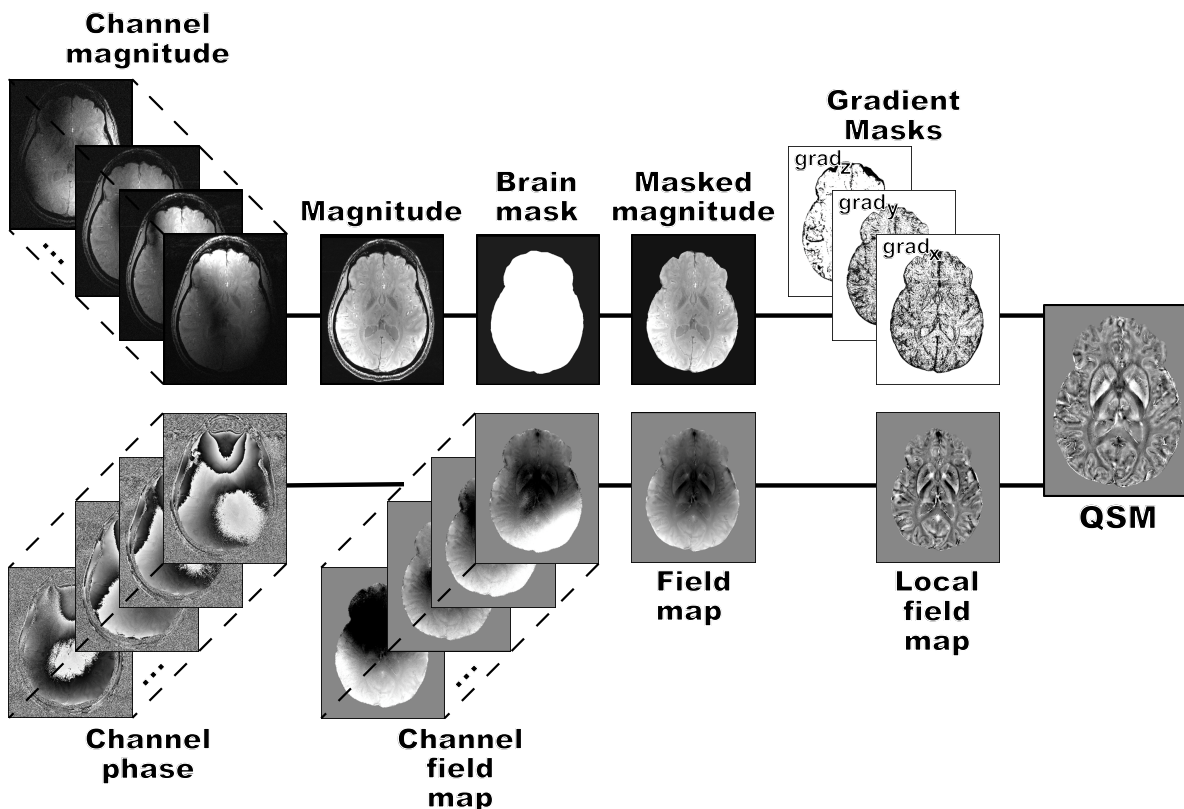 Channel
magnitude
Magnitude
Brain
mask
Masked
magnitude
Gradient
Masks
grad_z
grad_y
grad_x
QSM
Channel
phase
Channel
field
map
Field
map
Local
field
map